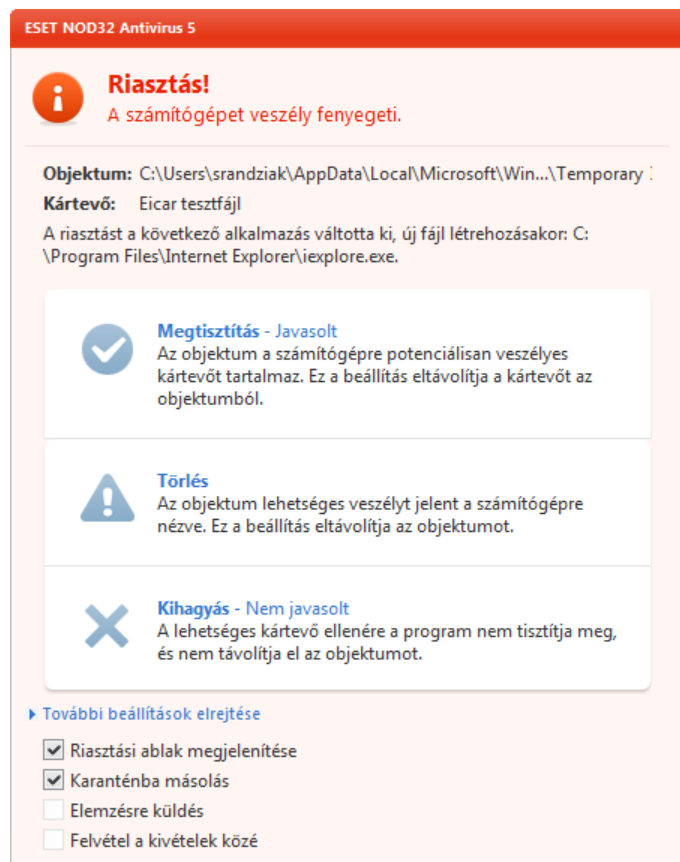 ESET NOD32 Antivirus 5
Riasztás!
A számítógépet veszély fenyegeti.
Objektum: C:\Users\srandziak\AppData\Local\Microsoft\Win...\Temporary
Kártevő: Eicar tesztfájl
A riasztást a következő alkalmazás váltotta ki, új fájl létrehozásakor: C:
\Program Files\Internet Explorer\iexplore.exe.
Megtisztítás - Javasolt
Az objektum a számítógépre potenciálisan veszélyes
kártevőt tartalmaz. Ez a beállítás eltávolítja a kártevőt az
objektumból.
Törlés
Az objektum lehetséges veszélyt jelent a számítógépre
nézve. Ez a beállítás eltávolítja az objektumot.
Kihagyás - Nem javasolt
A lehetséges kártevő ellenére a program nem tisztítja meg,
és nem távolítja el az objektumot.
További beállítások elrejtése
Riasztási ablak megjelenítése
Karanténba másolás
Elemzésre küldés
Felvétel a kivételek közé